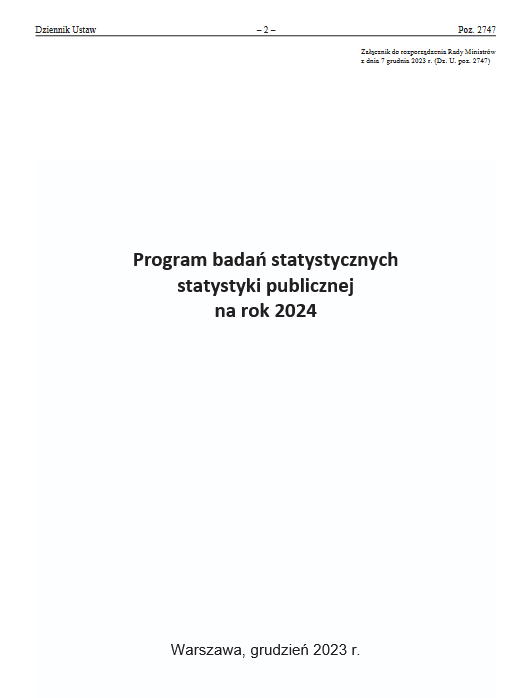 Dziennik Ustaw – 2 – Poz. 2747
Załącznik do rozporządzenia Rady Ministrów
z dnia 7 grudnia 2023 r. (Dz. U. poz. 2747)
Program badań statystycznych
statystyki publicznej
na rok 2024
Warszawa, grudzień 2023 r.